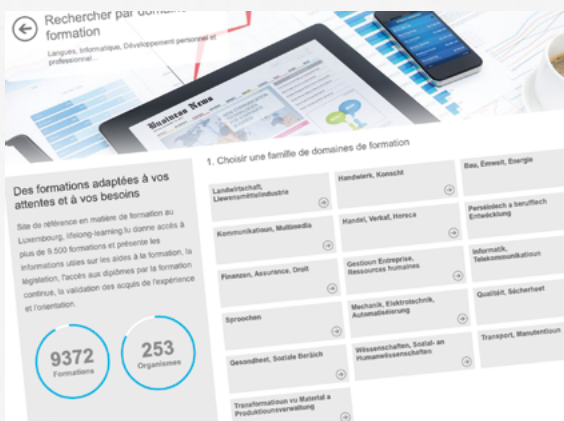 Rechercher par domaine
formation
Langues, Informatique, Développement personnel et
professionnel...
Business News
Des formations adaptées à vos
attentes et à vos besoins
Site de référence en matière de formation au
Luxembourg, lifelong-learning.lu donne accès à
plus de 9.500 formations et présente les
informations utiles sur les aides à la formation, la
législation, l'accès aux diplômes par la formation
continue, la validation des acquis de l'expérience
et l'orientation.
9372
Formations
253
Organismes
1. Choisir une famille de domaines de formation
Landwirtschaft,
Liewensmëttelindustrie
Handwierk, Konscht
Bau, Ëmwelt, Energie
Kommunikatioun, Multimedia
Handel, Verkaf, Horeca
Perséinlech a berufflech
Entwécklung
Finanzen, Assurance, Droit
Gestioun Entreprise,
Ressources humaines
Informatik,
Telekommunikatioun
Sproochen
Mechanik, Elektrotechnik,
Automatiséierung
Qualitéit, Sécherheet
Gesondheet, Soziale Beräich
Wëssenschaften, Sozial- an
Humanwëssenschaften
Transport, Manutentioun
Transformatioun vu Material a
Produktiounsverwaltung